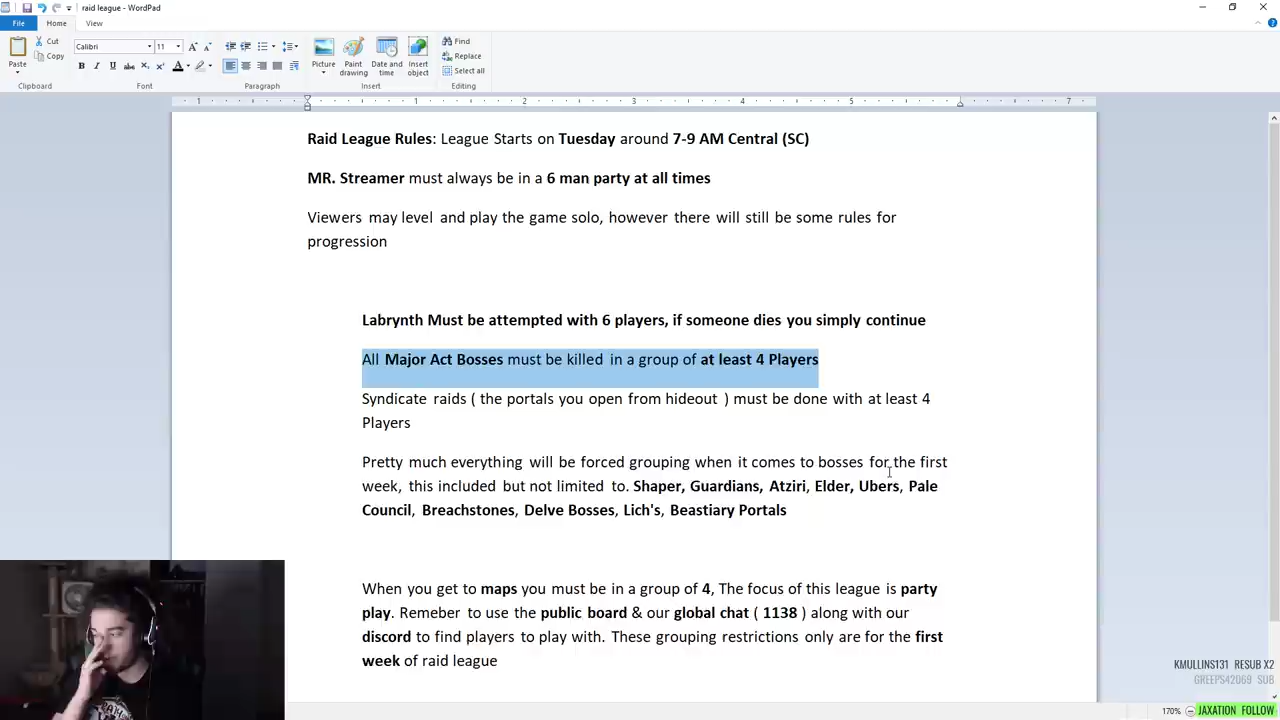 raid league - WordPad
File Home View
Paste
Cut
Copy
Clipboard
Calibri 11
Font
Paragraph
Picture
Paint drawing
Date and time
Insert object
Insert
Find
Replace
Select all
Editing
1 1 2 3 4 5 7
Raid League Rules: League Starts on Tuesday around 7-9 AM Central (SC)
MR. Streamer must always be in a 6 man party at all times
Viewers may level and play the game solo, however there will still be some rules for
progression
Labrynth Must be attempted with 6 players, if someone dies you simply continue
All Major Act Bosses must be killed in a group of at least 4 Players
Syndicate raids ( the portals you open from hideout ) must be done with at least 4
Players
Pretty much everything will be forced grouping when it comes to bosses for the first
week, this included but not limited to. Shaper, Guardians, Atziri, Elder, Ubers, Pale
Council, Breachstones, Delve Bosses, Lich's, Beastiary Portals
When you get to maps you must be in a group of 4, The focus of this league is party
play. Remeber to use the public board & our global chat ( 1138 ) along with our
discord to find players to play with. These grouping restrictions only are for the first
week of raid league
KMULLINS131 RESUB X2
GREEPS42069 SUB
JAXATION FOLLOW
170%